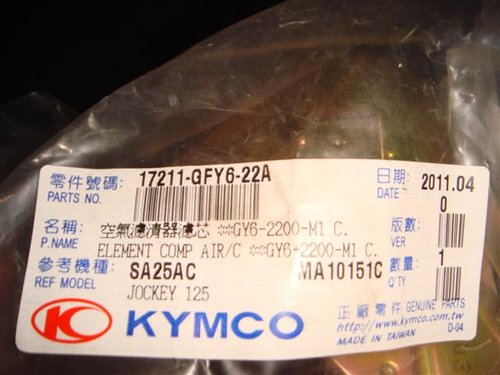 零件號碼: 17211-GFY6-22A 日期: 2011.04
PARTS NO. DATE
名稱: 空氣濾清器濾芯 ※※GY6-2200-M1 C. 版數: 0
P.NAME ELEMENT COMP AIR/C ※※GY6-2200-M1 C. VER
參考機種: SA25AC MA10151C 數量: 1
REF MODEL JOCKEY 125 Q'TY
KYMCO 正廠零件 GENUINE PARTS
http://www.kymco.com.tw
MADE IN TAIWAN D-04